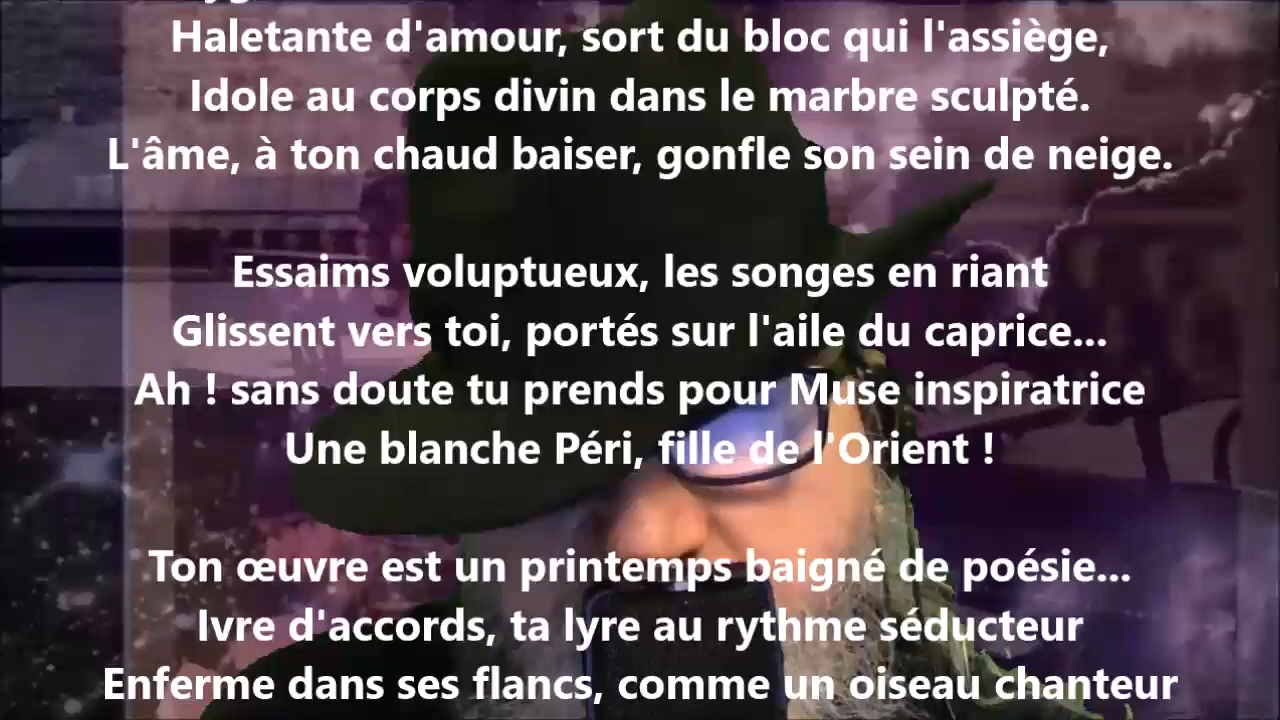 Haletante d'amour, sort du bloc qui l'assiège,
Idole au corps divin dans le marbre sculpté.
L'âme, à ton chaud baiser, gonfle son sein de neige.
Essaims voluptueux, les songes en riant
Glissent vers toi, portés sur l'aile du caprice...
Ah ! sans doute tu prends pour Muse inspiratrice
Une blanche Péri, fille de l'Orient !
Ton œuvre est un printemps baigné de poésie...
Ivre d'accords, ta lyre au rythme séducteur
Enferme dans ses flancs, comme un oiseau chanteur